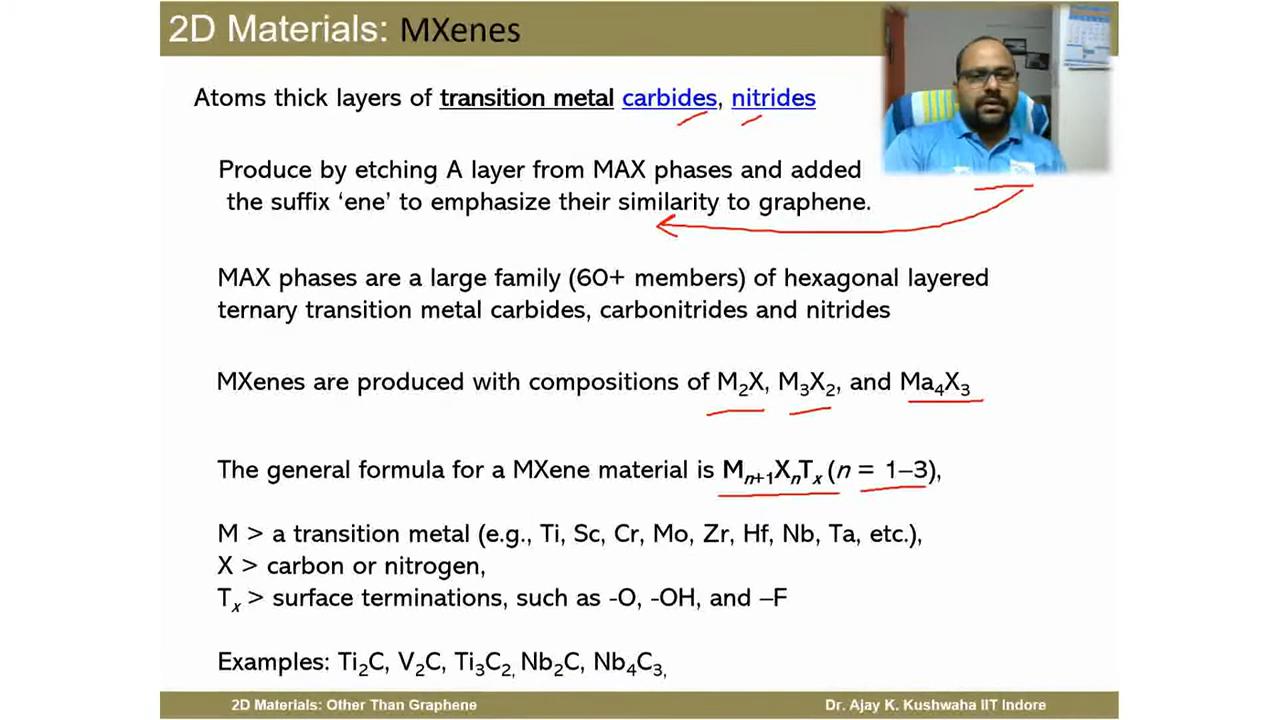 2D Materials: MXenes
Atoms thick layers of transition metal carbides, nitrides
Produce by etching A layer from MAX phases and added
the suffix ‘ene’ to emphasize their similarity to graphene.
MAX phases are a large family (60+ members) of hexagonal layered
ternary transition metal carbides, carbonitrides and nitrides
MXenes are produced with compositions of M₂X, M₃X₂, and Ma₄X₃
The general formula for a MXene material is Mₙ₊₁XₙTₓ (n = 1–3),
M > a transition metal (e.g., Ti, Sc, Cr, Mo, Zr, Hf, Nb, Ta, etc.),
X > carbon or nitrogen,
Tₓ > surface terminations, such as -O, -OH, and –F
Examples: Ti₂C, V₂C, Ti₃C₂, Nb₂C, Nb₄C₃,
2D Materials: Other Than Graphene
Dr. Ajay K. Kushwaha IIT Indore